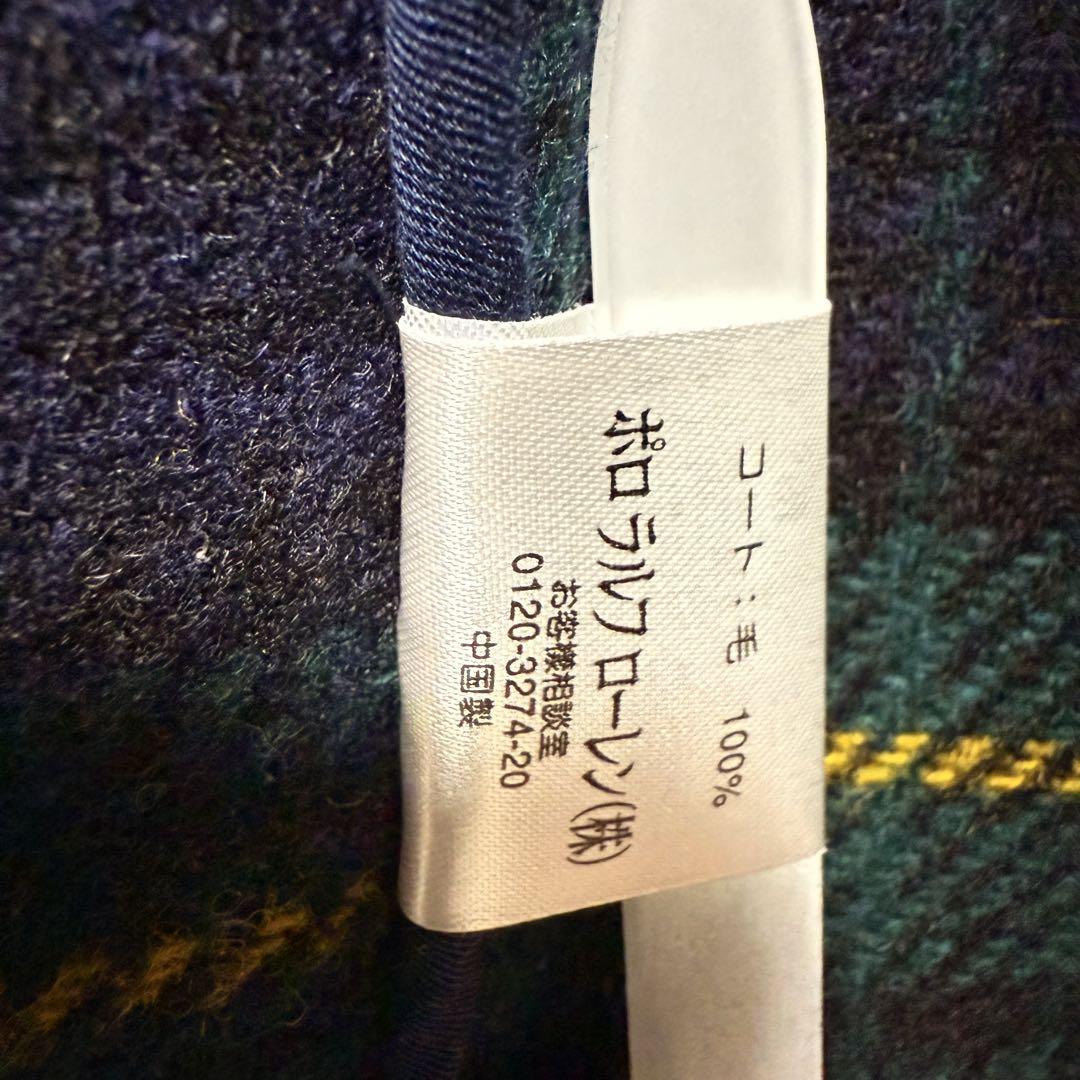 コート:毛 100%
ポロ ラルフ ローレン(株)
お客様相談室
0120-3274-20
中国製